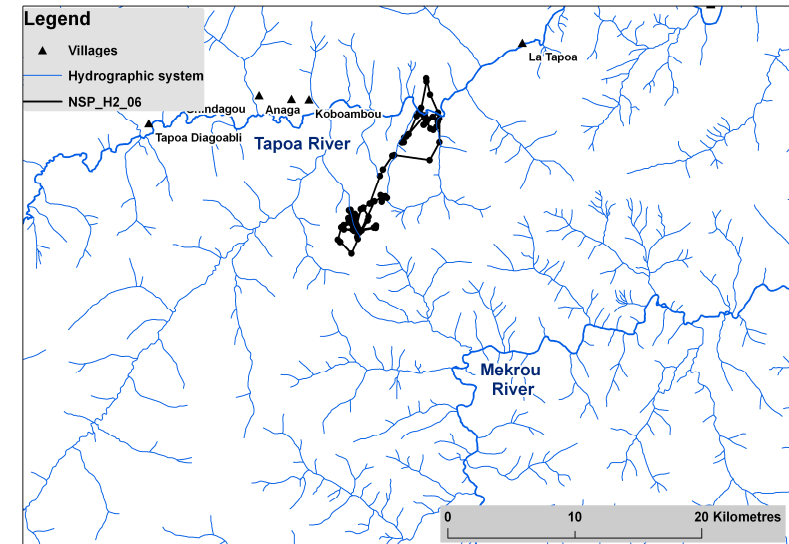 Legend
Villages
Hydrographic system
NSP_H2_06
La Tapoa
Anaga
Koboambou
Tapoa Diagoabli
Tapoa River
Mekrou
River
0 10 20 Kilometres